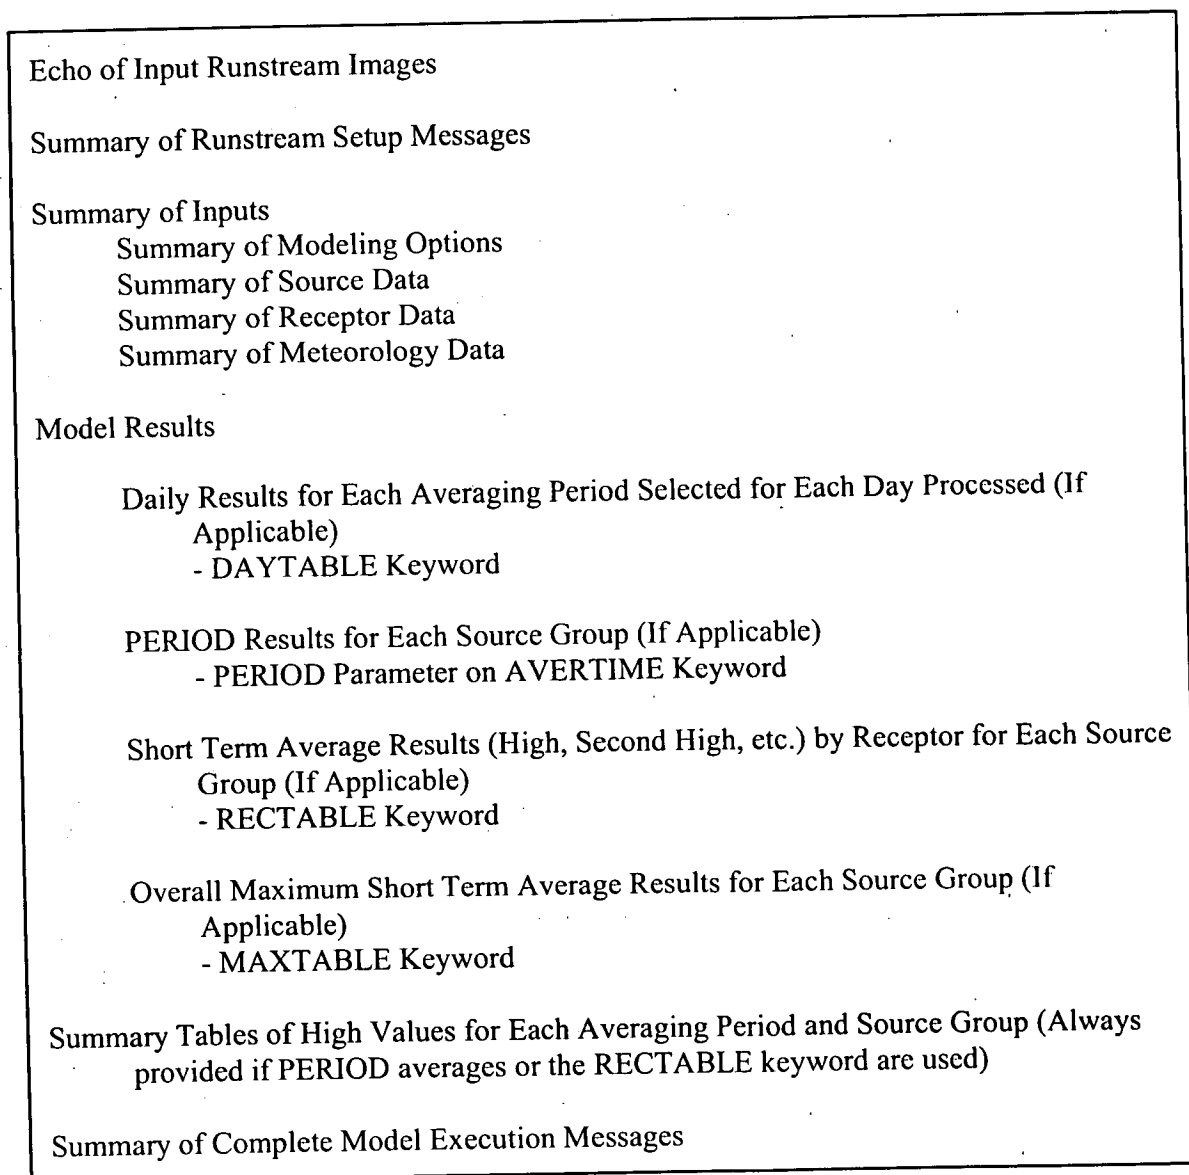 Echo of Input Runstream Images
Summary of Runstream Setup Messages
Summary of Inputs
Summary of Modeling Options
Summary of Source Data
Summary of Receptor Data
Summary of Meteorology Data
Model Results
Daily Results for Each Averaging Period Selected for Each Day Processed (If
Applicable)
- DAYTABLE Keyword
PERIOD Results for Each Source Group (If Applicable)
- PERIOD Parameter on AVERTIME Keyword
Short Term Average Results (High, Second High, etc.) by Receptor for Each Source
Group (If Applicable)
- RECTABLE Keyword
Overall Maximum Short Term Average Results for Each Source Group (If
Applicable)
- MAXTABLE Keyword
Summary Tables of High Values for Each Averaging Period and Source Group (Always
provided if PERIOD averages or the RECTABLE keyword are used)
Summary of Complete Model Execution Messages